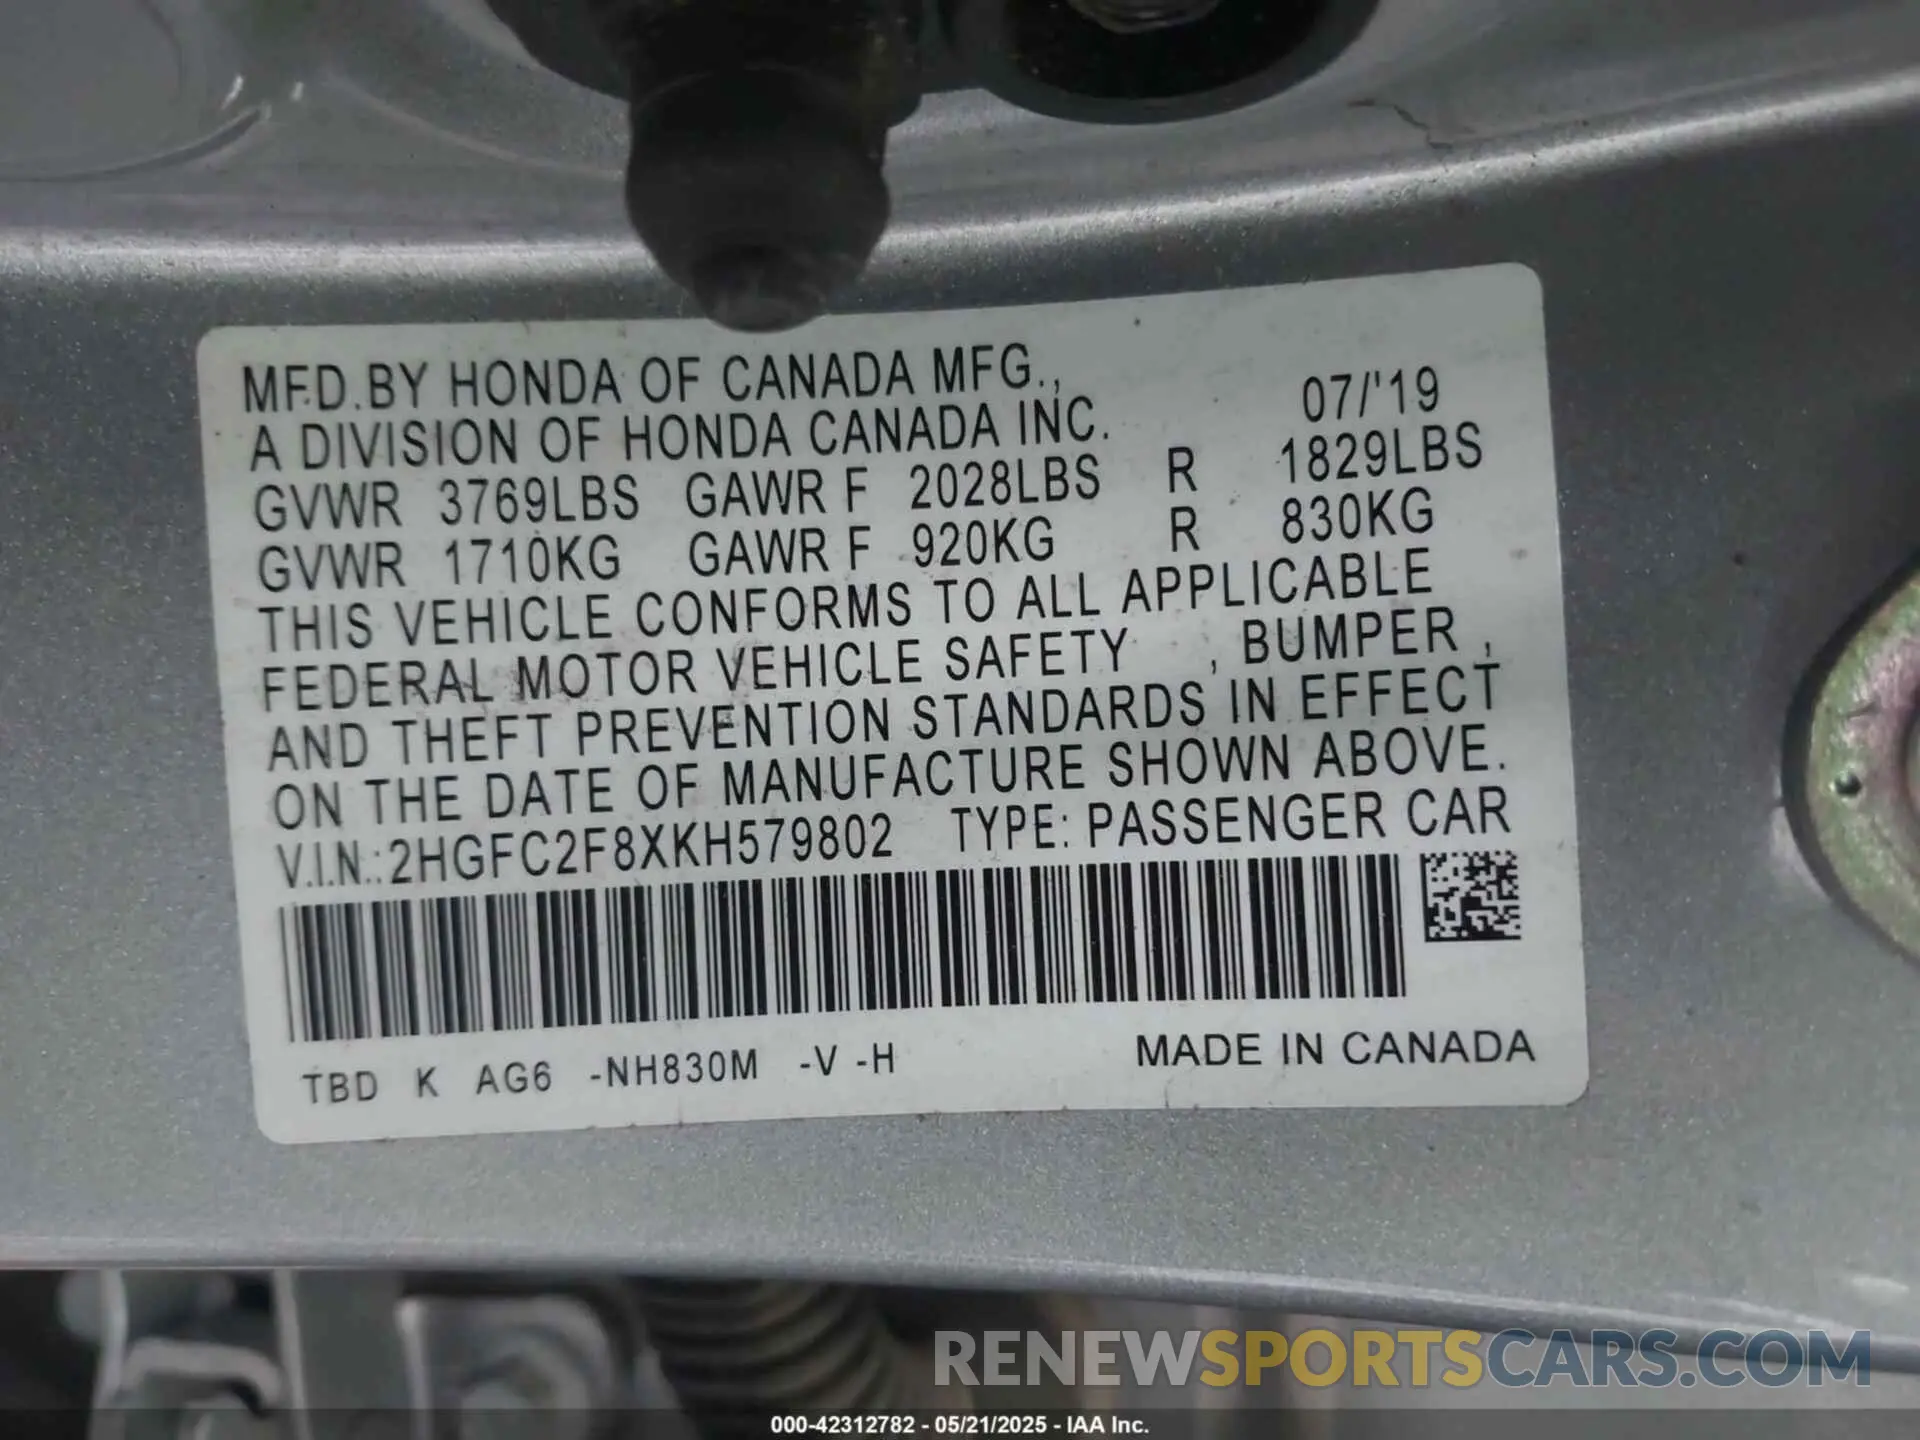 MFD.BY HONDA OF CANADA MFG.,
A DIVISION OF HONDA CANADA INC. 07/'19
GVWR 3769LBS GAWR F 2028LBS R 1829LBS
GVWR 1710KG GAWR F 920KG R 830KG
THIS VEHICLE CONFORMS TO ALL APPLICABLE
FEDERAL MOTOR VEHICLE SAFETY , BUMPER ,
AND THEFT PREVENTION STANDARDS IN EFFECT
ON THE DATE OF MANUFACTURE SHOWN ABOVE.
V.I.N.:2HGFC2F8XKH579802 TYPE: PASSENGER CAR
TBD K AG6 -NH830M -V -H MADE IN CANADA
RENEWSPORTSCARS.COM
000-42312782 - 05/21/2025 - IAA Inc.